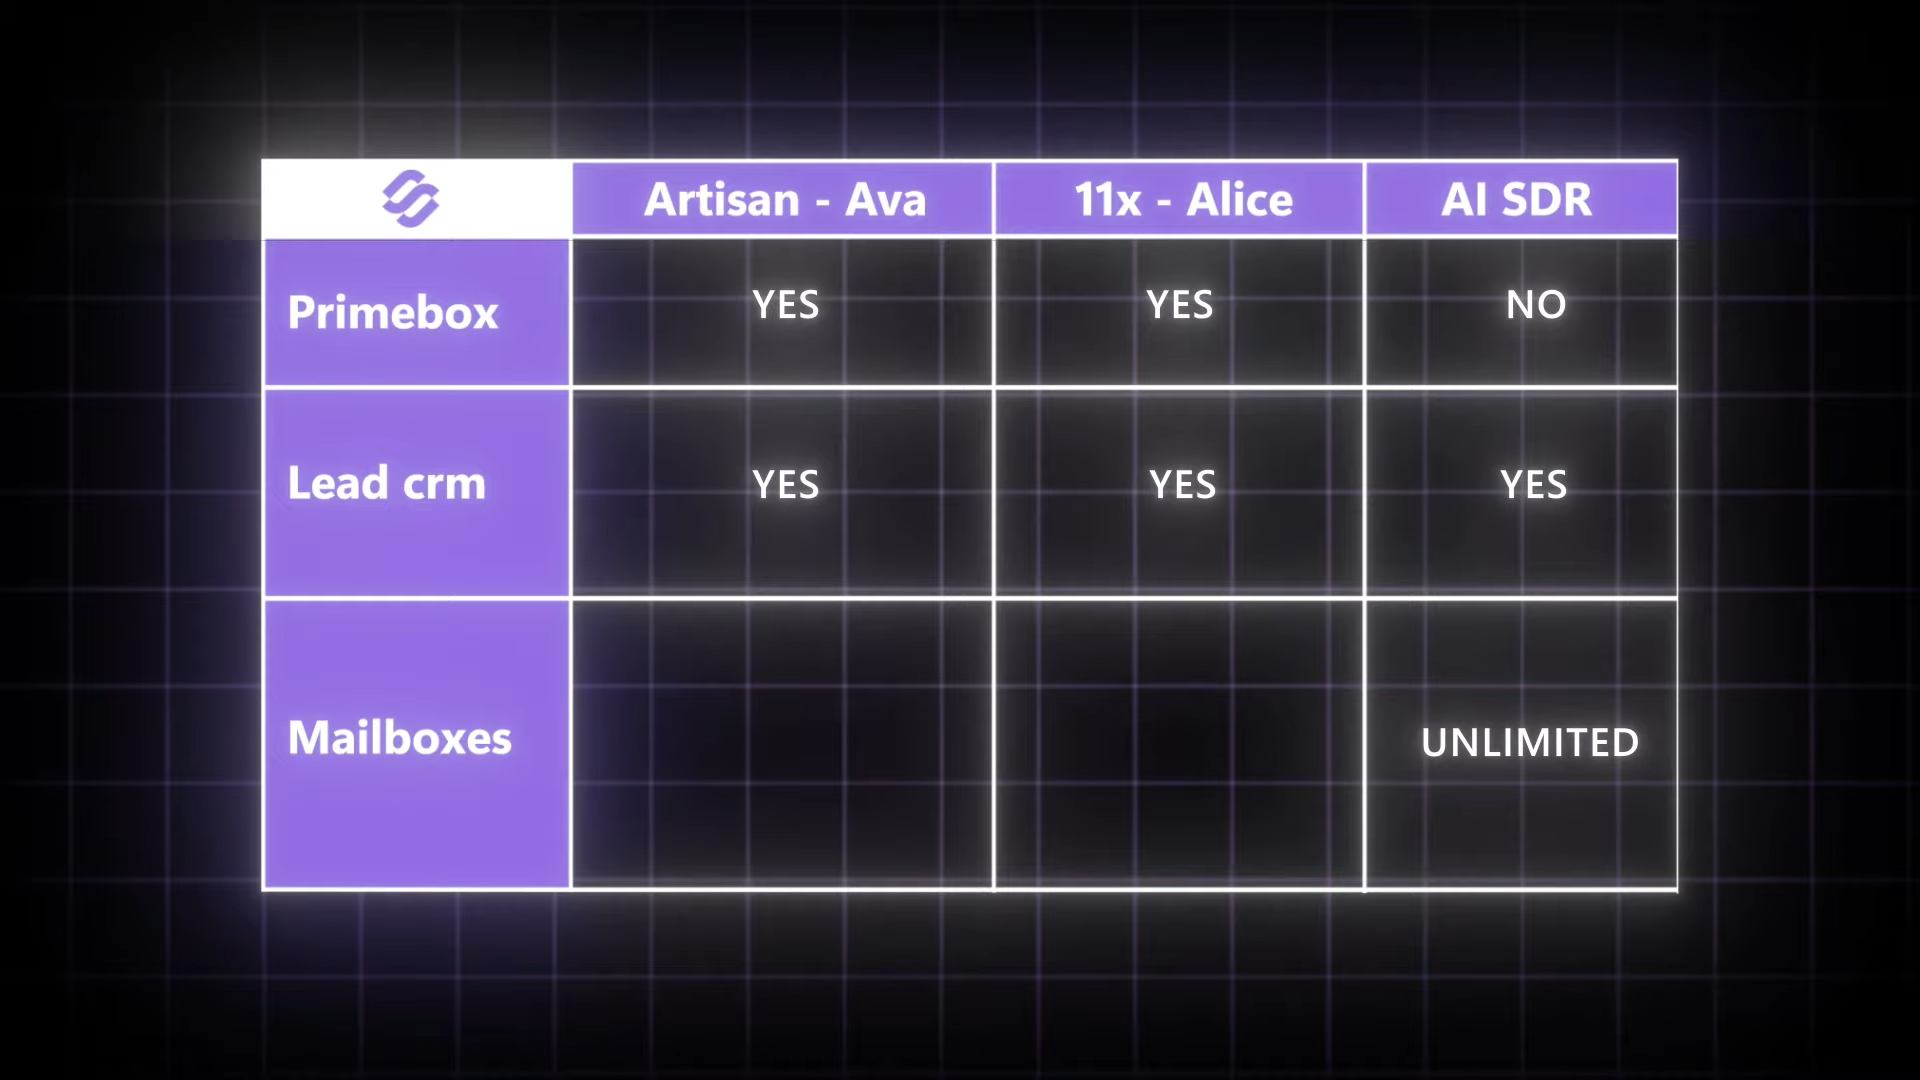 Artisan - Ava 11x - Alice AI SDR
Primebox YES YES NO
Lead crm YES YES YES
Mailboxes UNLIMITED